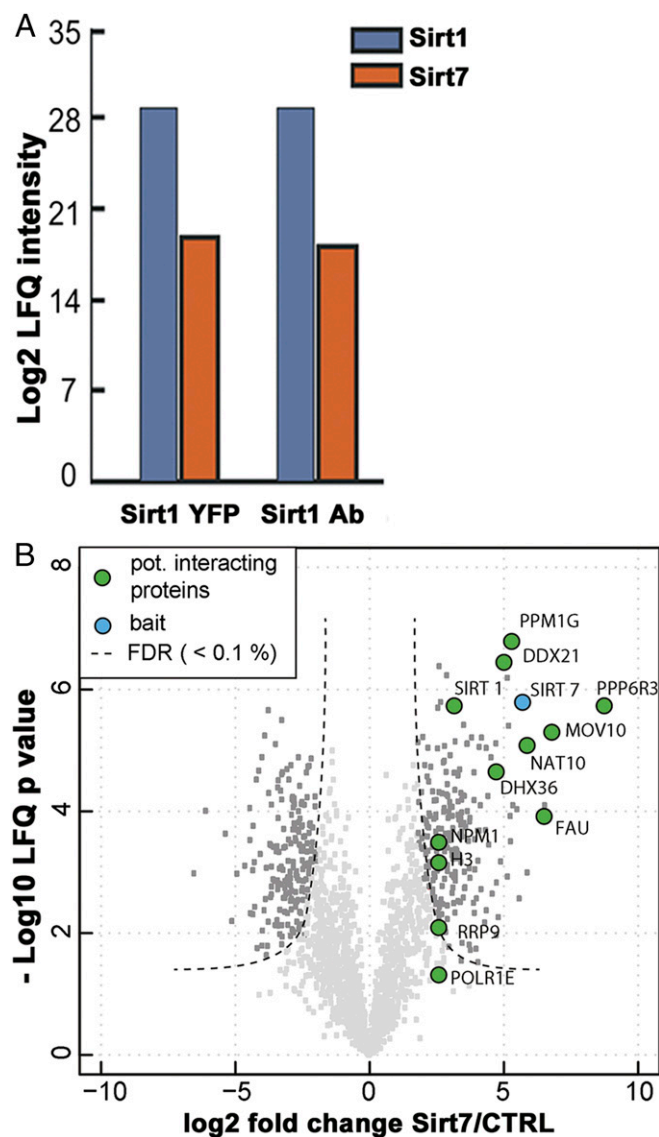 A
35
28
21
14
7
0
Log2 LFQ intensity
Sirt1
Sirt7
Sirt1 YFP Sirt1 Ab
B
8
6
4
2
0
- Log10 LFQ p value
pot. interacting
proteins
bait
FDR ( < 0.1 %)
PPM1G
DDX21
SIRT 1
SIRT 7
PPP6R3
MOV10
NAT10
DHX36
FAU
NPM1
H3
RRP9
POLR1E
−10 −5 0 5 10
log2 fold change Sirt7/CTRL